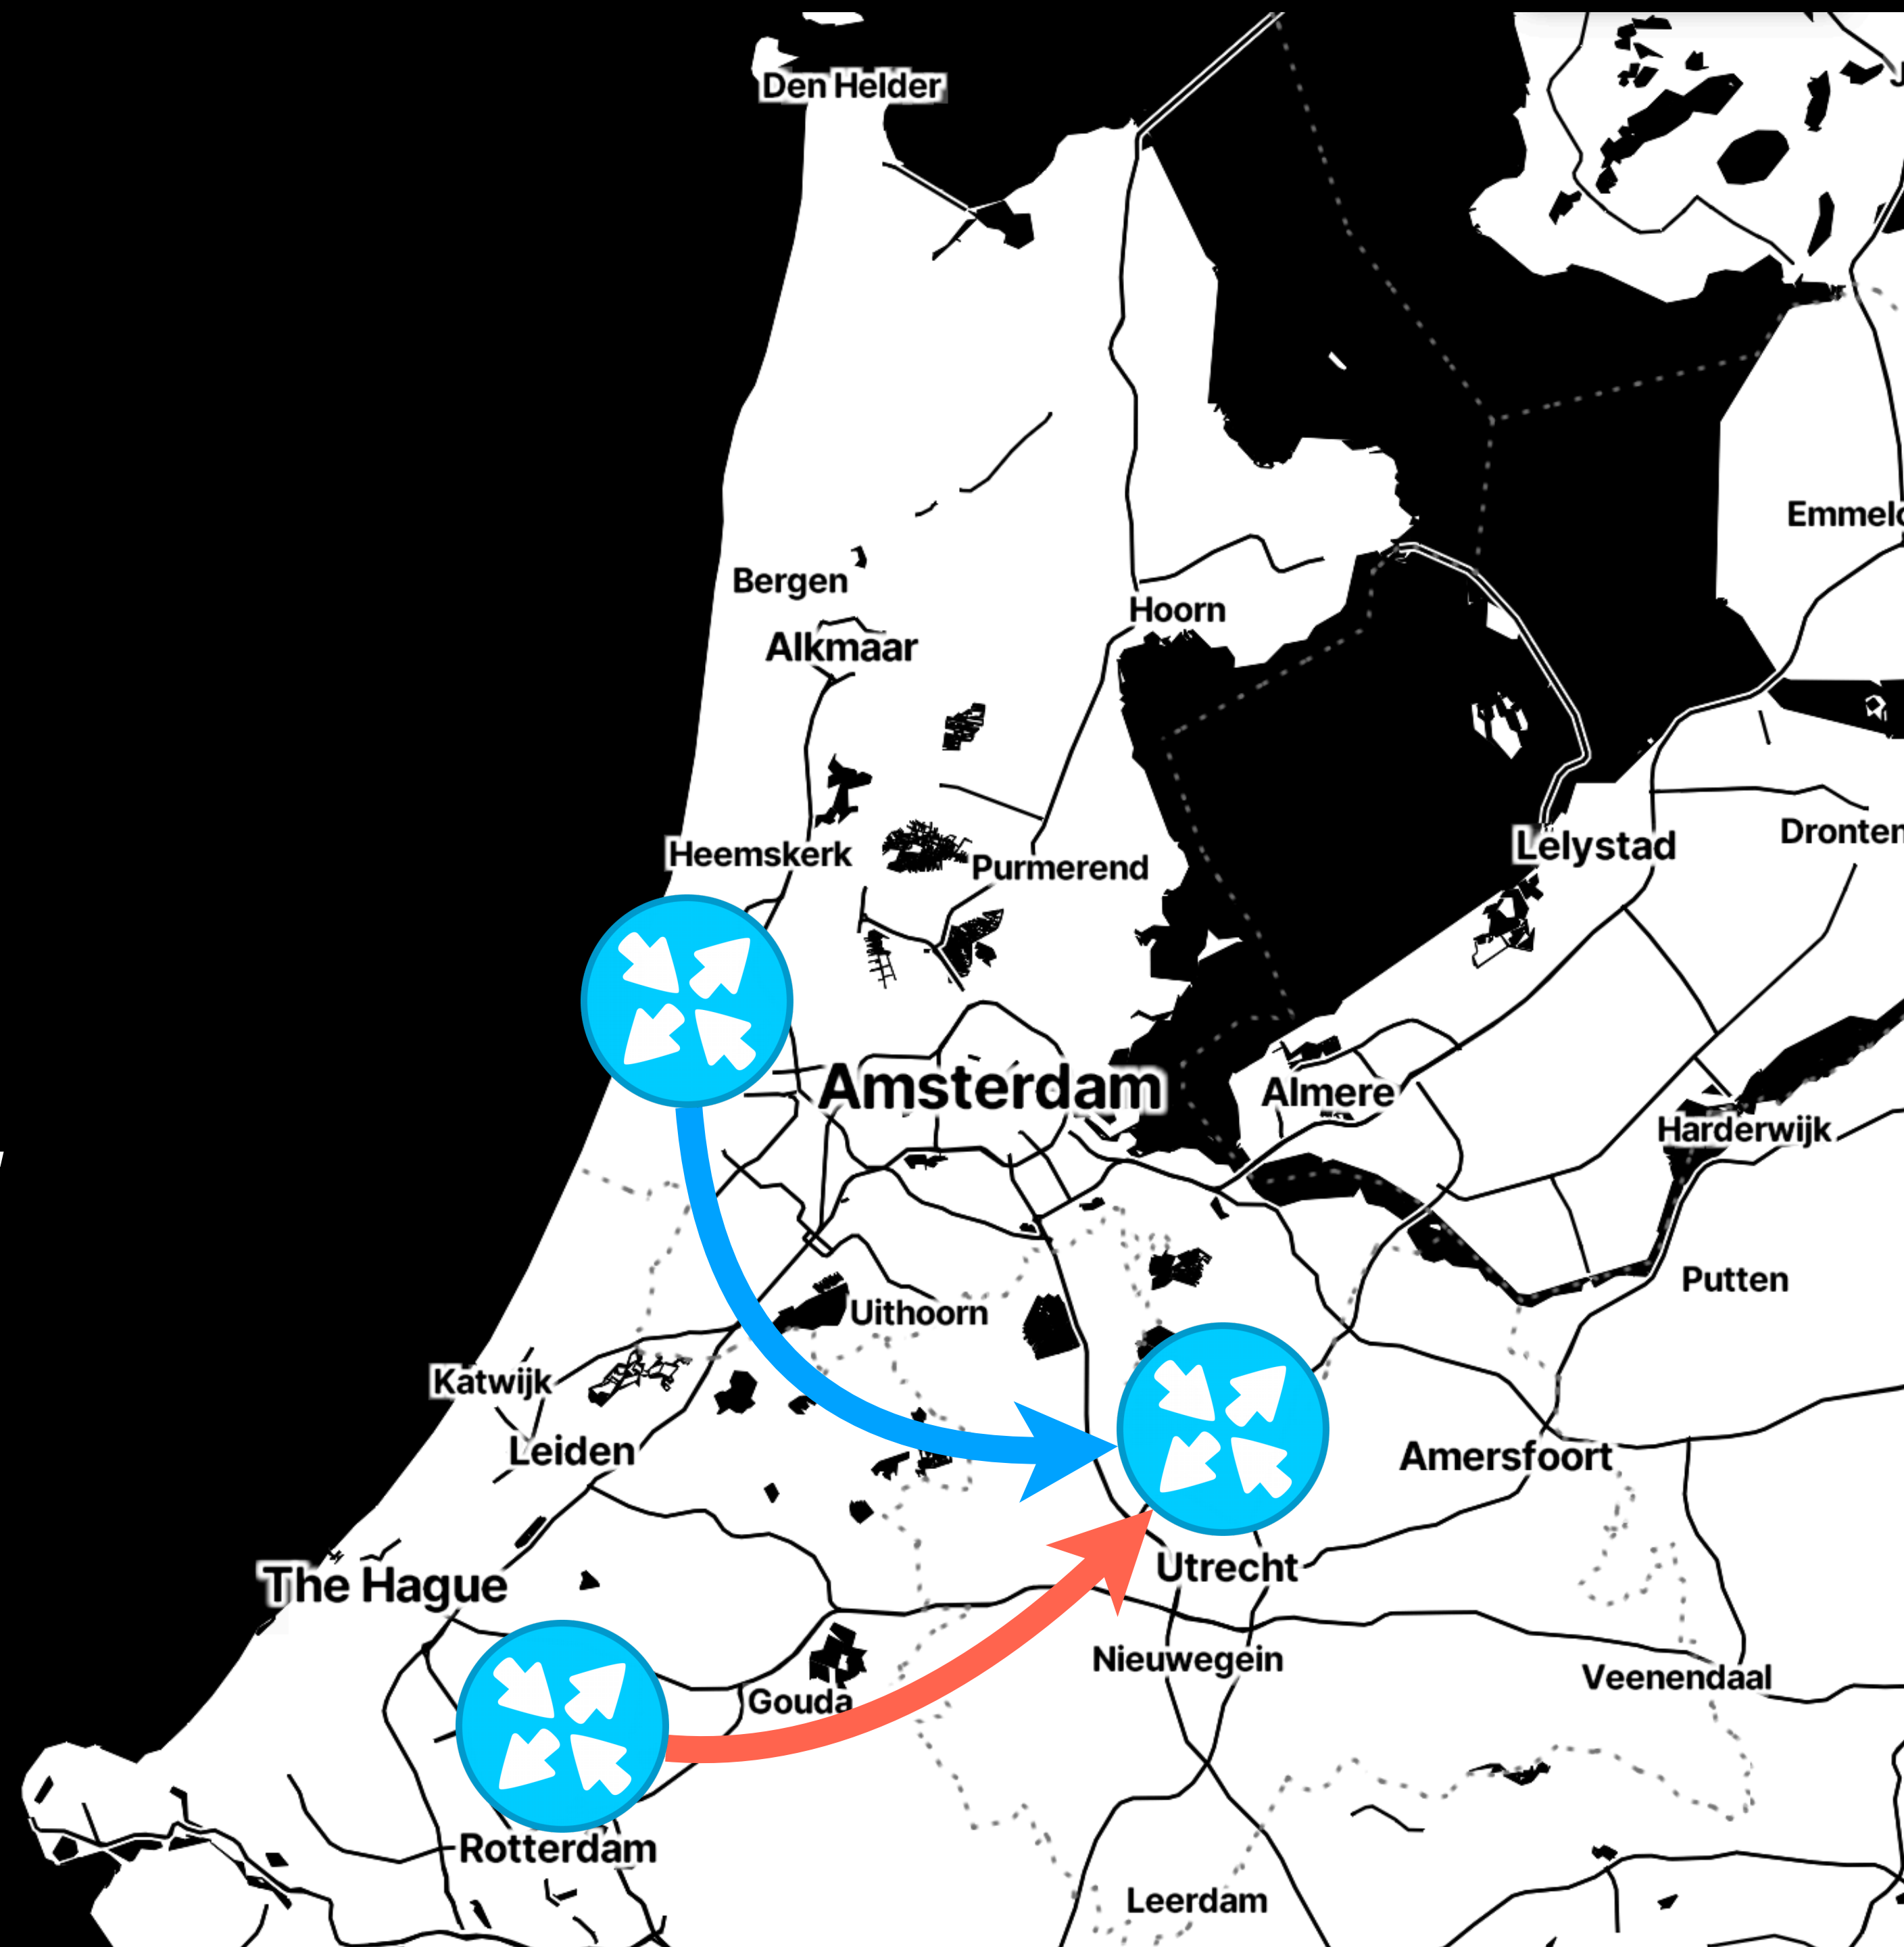 Den Helder
Emmelo
Bergen
Hoorn
Alkmaar
Dronten
Lelystad
Heemskerk
Purmerend
Amsterdam
Almere
Harderwijk
Putten
Uithoorn
Katwijk
Leiden
Amersfoort
Utrecht
The Hague
Nieuwegein
Veenendaal
Gouda
Rotterdam
Leerdam